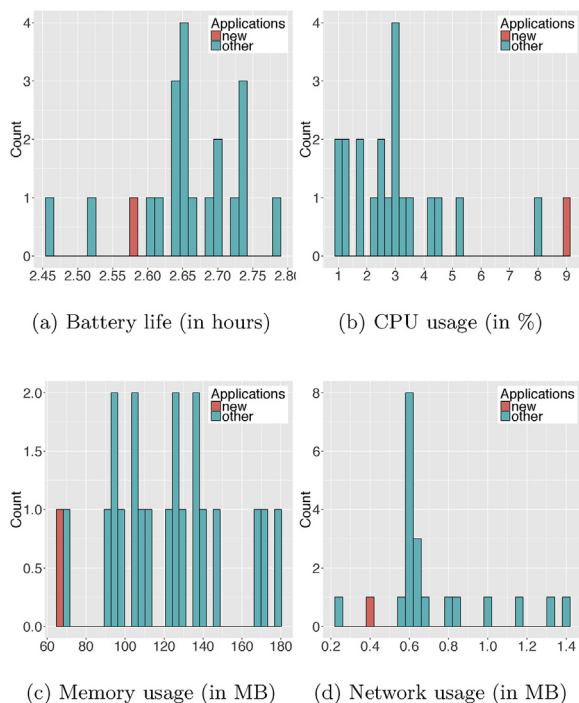 Applications
new
other
Count
4
3
2
1
0
2.45 2.50 2.55 2.60 2.65 2.70 2.75 2.80
(a) Battery life (in hours)
Applications
new
other
Count
4
3
2
1
0
1 2 3 4 5 6 7 8 9
(b) CPU usage (in %)
Applications
new
other
Count
2.0
1.5
1.0
0.5
0.0
60 80 100 120 140 160 180
(c) Memory usage (in MB)
Applications
new
other
Count
8
6
4
2
0
0.2 0.4 0.6 0.8 1.0 1.2 1.4
(d) Network usage (in MB)